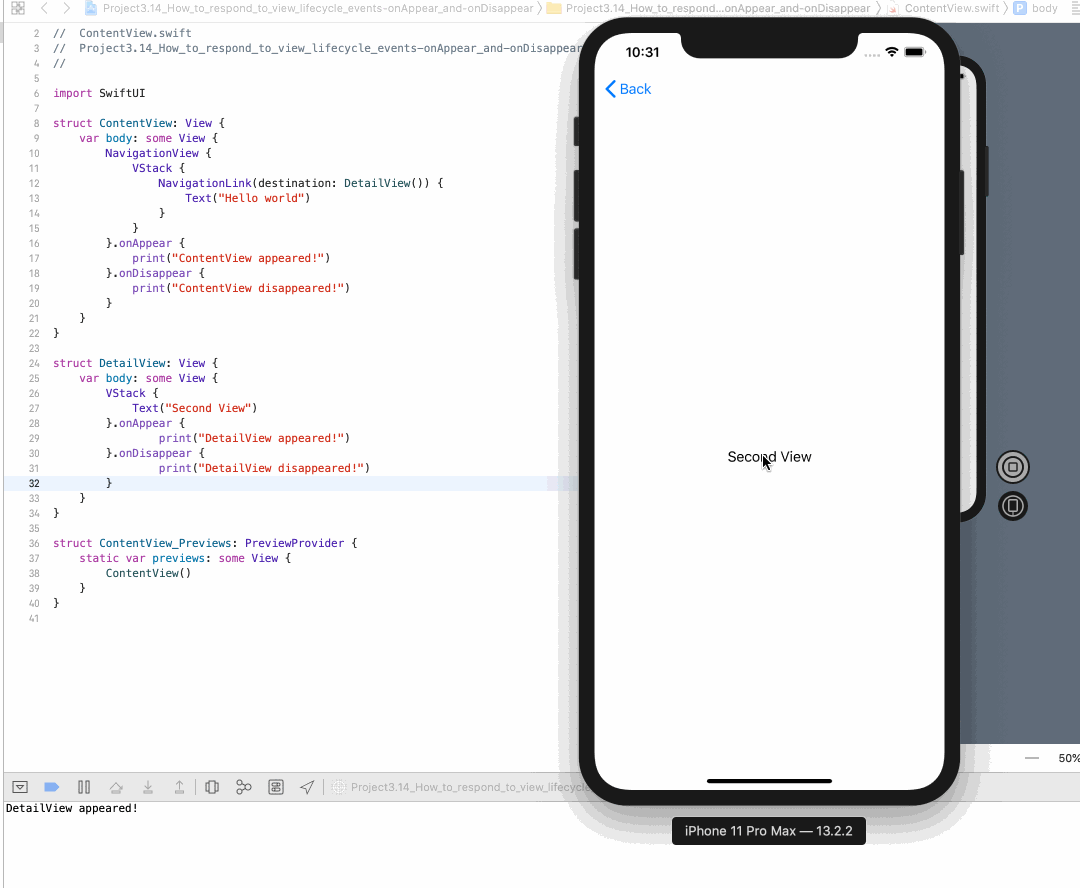 Project3.14_How_to_respond_to_view_lifecycle_events-onAppear_and-onDisappear
Project3.14_How_to_respond...onAppear_and-onDisappear
ContentView.swift
P body
2 //  ContentView.swift
3 //  Project3.14_How_to_respond_to_view_lifecycle_events-onAppear_and-onDisappear
4 //
5
6 import SwiftUI
7
8 struct ContentView: View {
9     var body: some View {
10         NavigationView {
11             VStack {
12                 NavigationLink(destination: DetailView()) {
13                     Text("Hello world")
14                 }
15             }
16         }.onAppear {
17             print("ContentView appeared!")
18         }.onDisappear {
19             print("ContentView disappeared!")
20         }
21     }
22 }
23
24 struct DetailView: View {
25     var body: some View {
26         VStack {
27             Text("Second View")
28         }.onAppear {
29                 print("DetailView appeared!")
30         }.onDisappear {
31                 print("DetailView disappeared!")
32         }
33     }
34 }
35
36 struct ContentView_Previews: PreviewProvider {
37     static var previews: some View {
38         ContentView()
39     }
40 }
41
10:31
Back
Second View
50%
Project3.14_How_to_respond_to_view_lifecycle
DetailView appeared!
iPhone 11 Pro Max — 13.2.2